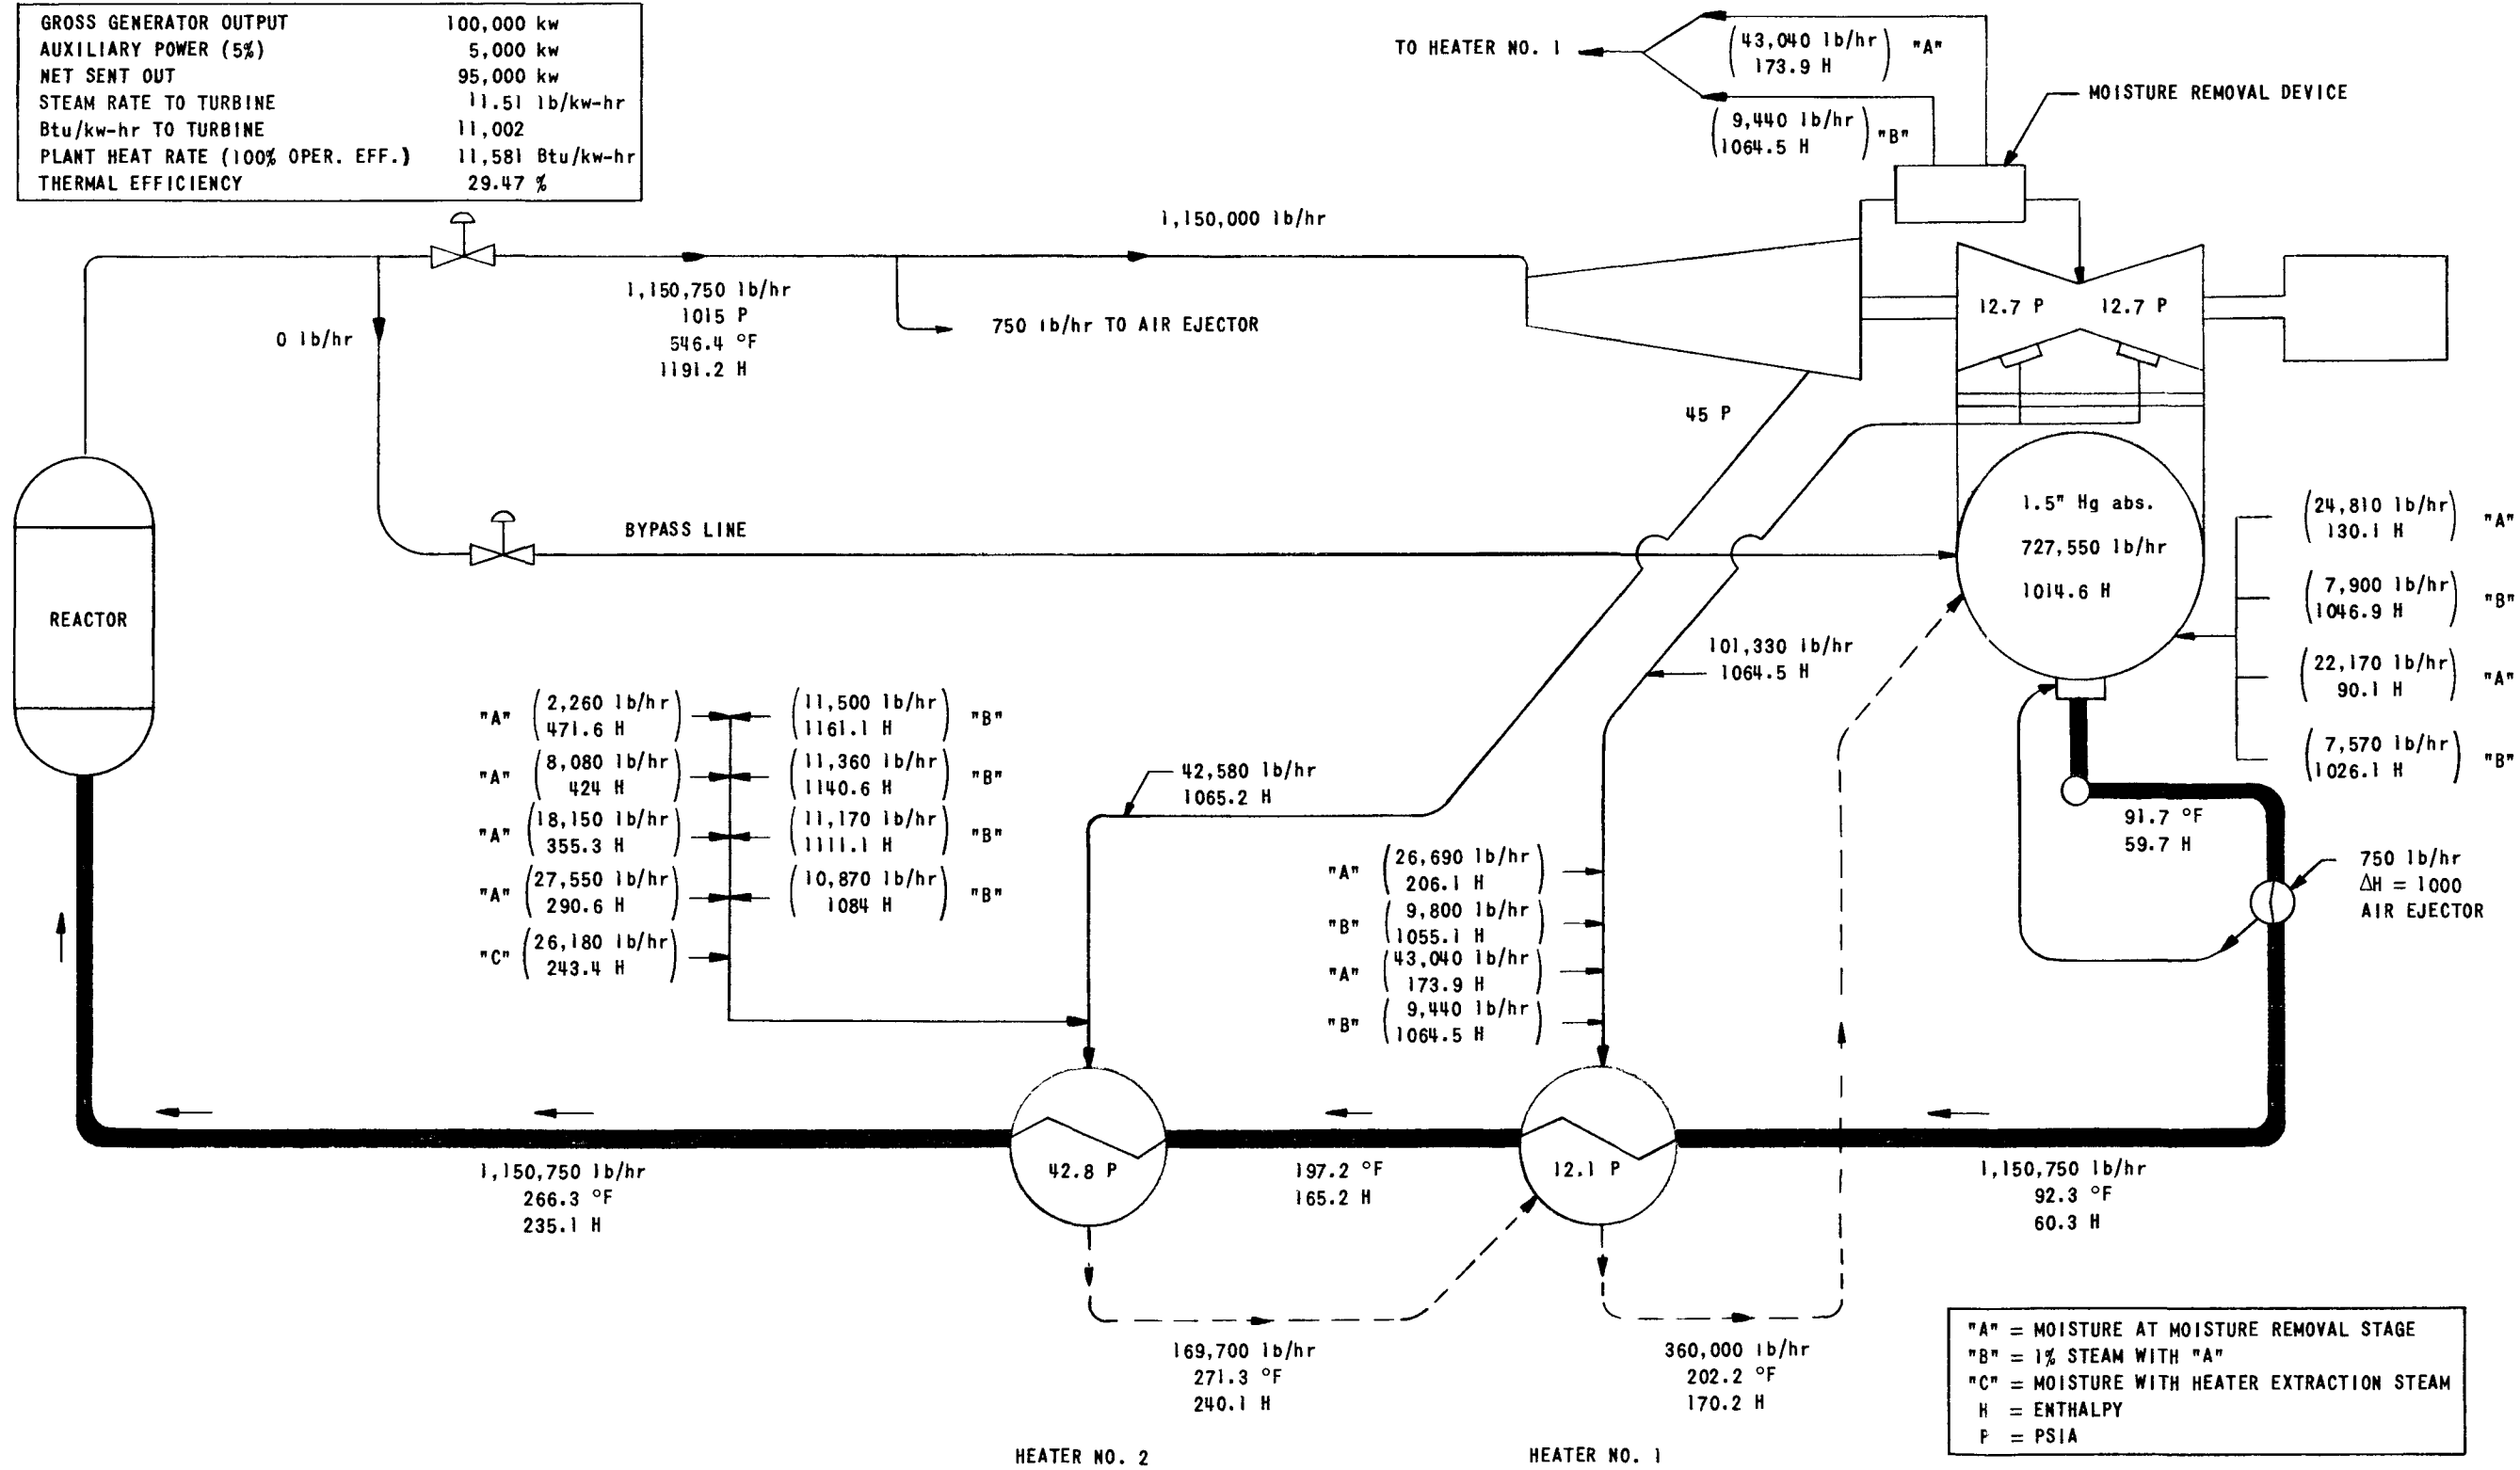 GROSS GENERATOR OUTPUT 100,000 kw
AUXILIARY POWER (5%) 5,000 kw
NET SENT OUT 95,000 kw
STEAM RATE TO TURBINE 11.51 lb/kw-hr
Btu/kw-hr TO TURBINE 11,002
PLANT HEAT RATE (100% OPER. EFF.) 11,581 Btu/kw-hr
THERMAL EFFICIENCY 29.47 %
TO HEATER NO. 1
(43,040 lb/hr) "A"
173.9 H
(9,440 lb/hr) "B"
1064.5 H
MOISTURE REMOVAL DEVICE
1,150,000 lb/hr
1,150,750 lb/hr
1015 P
546.4 °F
1191.2 H
750 lb/hr TO AIR EJECTOR
0 lb/hr
12.7 P 12.7 P
45 P
BYPASS LINE
REACTOR
1.5" Hg abs.
727,550 lb/hr
1014.6 H
(24,810 lb/hr) "A"
130.1 H
(7,900 lb/hr) "B"
1046.9 H
(22,170 lb/hr) "A"
90.1 H
(7,570 lb/hr) "B"
1026.1 H
101,330 lb/hr
1064.5 H
"A" (2,260 lb/hr) (11,500 lb/hr) "B"
471.6 H 1161.1 H
"A" (8,080 lb/hr) (11,360 lb/hr) "B"
424 H 1140.6 H
"A" (18,150 lb/hr) (11,170 lb/hr) "B"
355.3 H 1111.1 H
"A" (27,550 lb/hr) (10,870 lb/hr) "B"
290.6 H 1084 H
"C" (26,180 lb/hr)
243.4 H
42,580 lb/hr
1065.2 H
"A" (26,690 lb/hr)
206.1 H
"B" (9,800 lb/hr)
1055.1 H
"A" (43,040 lb/hr)
173.9 H
"B" (9,440 lb/hr)
1064.5 H
91.7 °F
59.7 H
750 lb/hr
ΔH = 1000
AIR EJECTOR
42.8 P
12.1 P
1,150,750 lb/hr
266.3 °F
235.1 H
197.2 °F
165.2 H
1,150,750 lb/hr
92.3 °F
60.3 H
169,700 lb/hr
271.3 °F
240.1 H
360,000 lb/hr
202.2 °F
170.2 H
HEATER NO. 2
HEATER NO. 1
"A" = MOISTURE AT MOISTURE REMOVAL STAGE
"B" = 1% STEAM WITH "A"
"C" = MOISTURE WITH HEATER EXTRACTION STEAM
H = ENTHALPY
P = PSIA